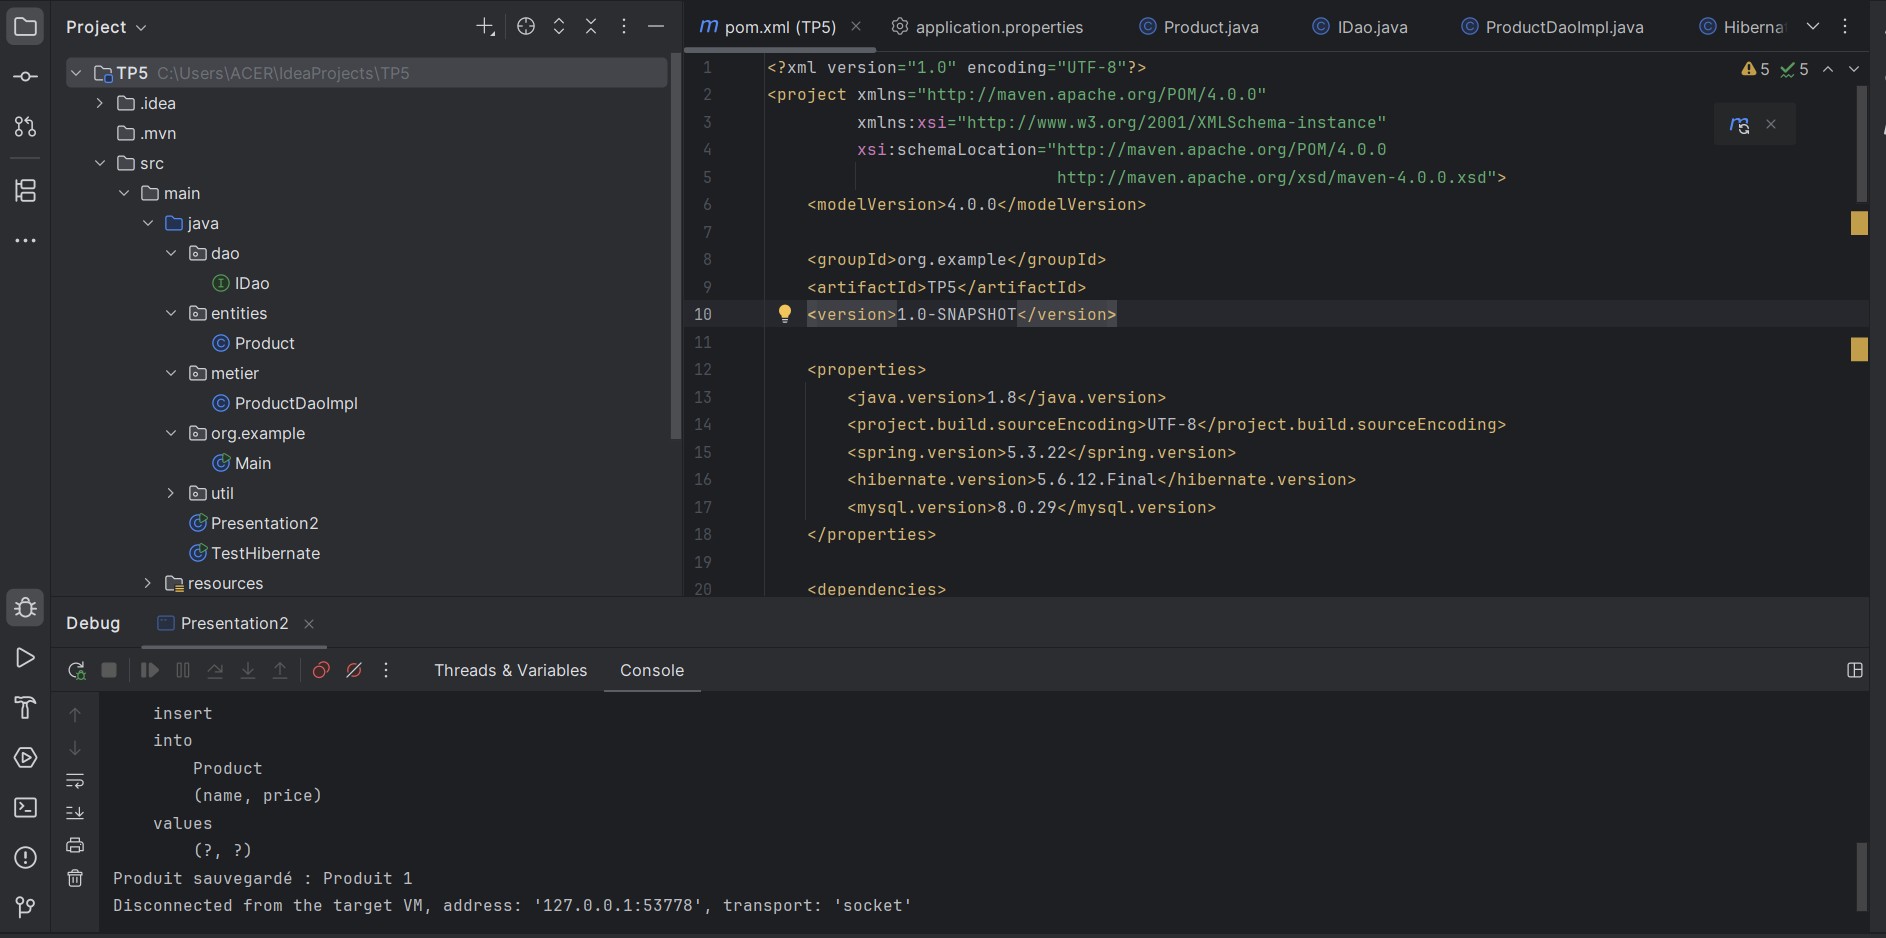 Project
TP5 C:\Users\ACER\IdeaProjects\TP5
.idea
.mvn
src
main
java
dao
IDao
entities
Product
metier
ProductDaoImpl
org.example
Main
util
Presentation2
TestHibernate
resources
pom.xml (TP5)
application.properties
Product.java
IDao.java
ProductDaoImpl.java
Hiberna
5 5
1 <?xml version="1.0" encoding="UTF-8"?>
2 <project xmlns="http://maven.apache.org/POM/4.0.0"
3 xmlns:xsi="http://www.w3.org/2001/XMLSchema-instance"
4 xsi:schemaLocation="http://maven.apache.org/POM/4.0.0
5 http://maven.apache.org/xsd/maven-4.0.0.xsd">
6 <modelVersion>4.0.0</modelVersion>
7
8 <groupId>org.example</groupId>
9 <artifactId>TP5</artifactId>
10 <version>1.0-SNAPSHOT</version>
11
12 <properties>
13 <java.version>1.8</java.version>
14 <project.build.sourceEncoding>UTF-8</project.build.sourceEncoding>
15 <spring.version>5.3.22</spring.version>
16 <hibernate.version>5.6.12.Final</hibernate.version>
17 <mysql.version>8.0.29</mysql.version>
18 </properties>
19
20 <dependencies>
Debug
Presentation2
Threads & Variables
Console
insert
into
Product
(name, price)
values
(?, ?)
Produit sauvegardé : Produit 1
Disconnected from the target VM, address: '127.0.0.1:53778', transport: 'socket'